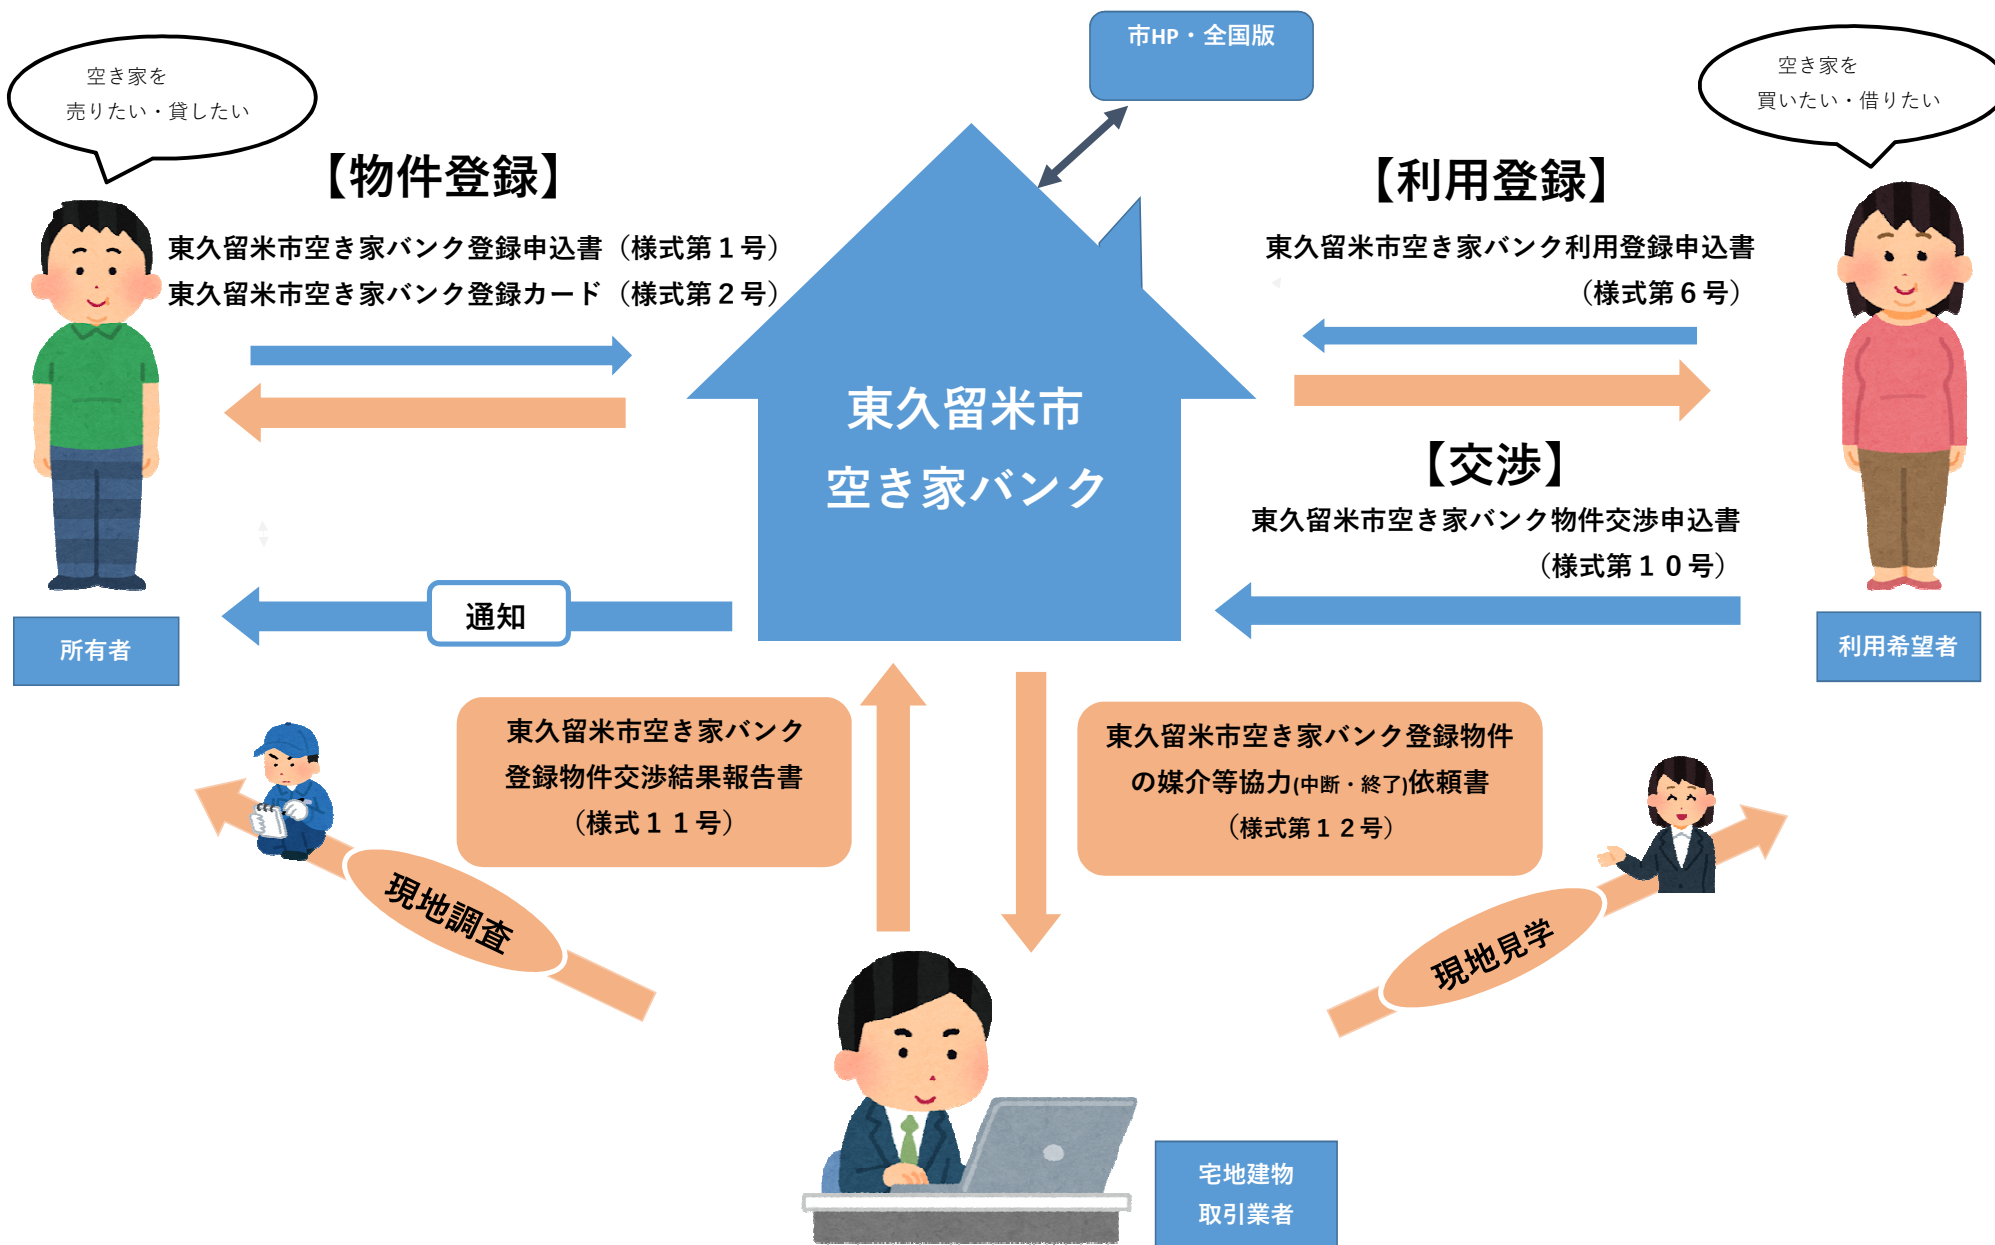 市HP・全国版
空き家を
売りたい・貸したい
空き家を
買いたい・借りたい
【物件登録】
東久留米市空き家バンク登録申込書（様式第１号）
東久留米市空き家バンク登録カード（様式第２号）
【利用登録】
東久留米市空き家バンク利用登録申込書
（様式第６号）
東久留米市
空き家バンク
【交渉】
東久留米市空き家バンク物件交渉申込書
（様式第１０号）
通知
所有者
利用希望者
東久留米市空き家バンク
登録物件交渉結果報告書
（様式１１号）
東久留米市空き家バンク登録物件
の媒介等協力(中断・終了)依頼書
（様式第１２号）
現地調査
現地見学
宅地建物
取引業者